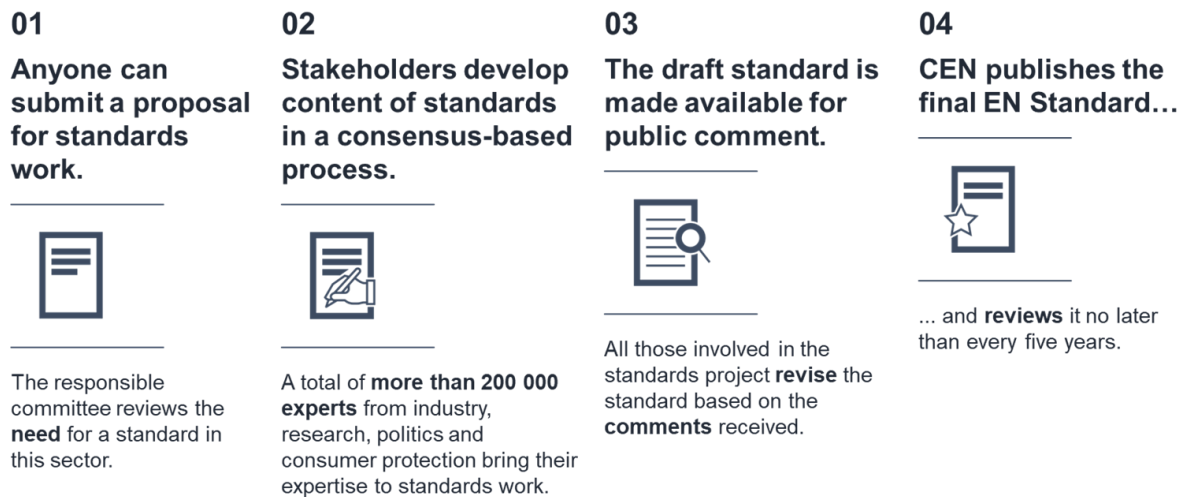 01
Anyone can
submit a proposal
for standards
work.
The responsible
committee reviews the
need for a standard in
this sector.
02
Stakeholders develop
content of standards
in a consensus-based
process.
A total of more than 200 000
experts from industry,
research, politics and
consumer protection bring their
expertise to standards work.
03
The draft standard is
made available for
public comment.
All those involved in the
standards project revise the
standard based on the
comments received.
04
CEN publishes the
final EN Standard…
... and reviews it no later
than every five years.